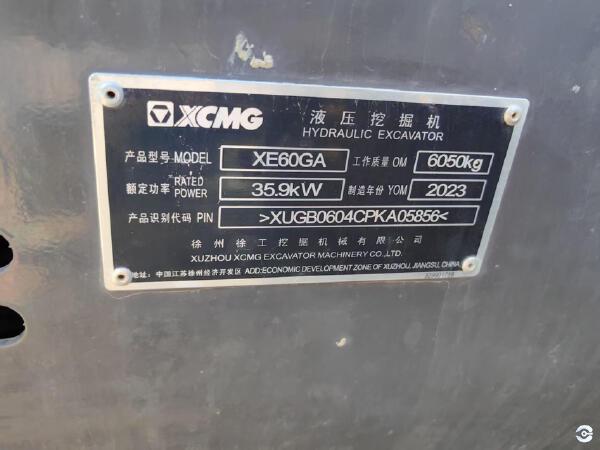 XCMG 液压挖掘机
HYDRAULIC EXCAVATOR
产品型号 MODEL XE60GA 工作质量 OM 6050kg
额定功率 RATED POWER 35.9kW 制造年份 YOM 2023
产品识别代码 PIN >XUGB0604CPKA05856<
徐州徐工挖掘机械有限公司
XUZHOU XCMG EXCAVATOR MACHINERY CO.,LTD.
地址: 中国江苏徐州经济开发区 ADD:ECONOMIC DEVELOPMENT ZONE OF XUZHOU, JIANGSU, CHINA